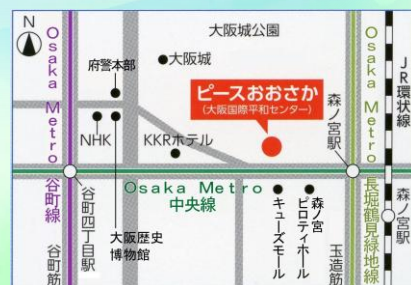 N
大阪城公園
大阪城
府警本部
ピースおおさか
(大阪国際平和センター)
森ノ宮駅
JR環状線
NHK
KKRホテル
Osaka Metro 谷町線
Osaka Metro 中央線
Osaka Metro 長堀鶴見緑地線
谷町四丁目駅
谷町筋
大阪歴史
博物館
キューズモール
森ノ宮
ピロティホール
玉造筋
森ノ宮駅